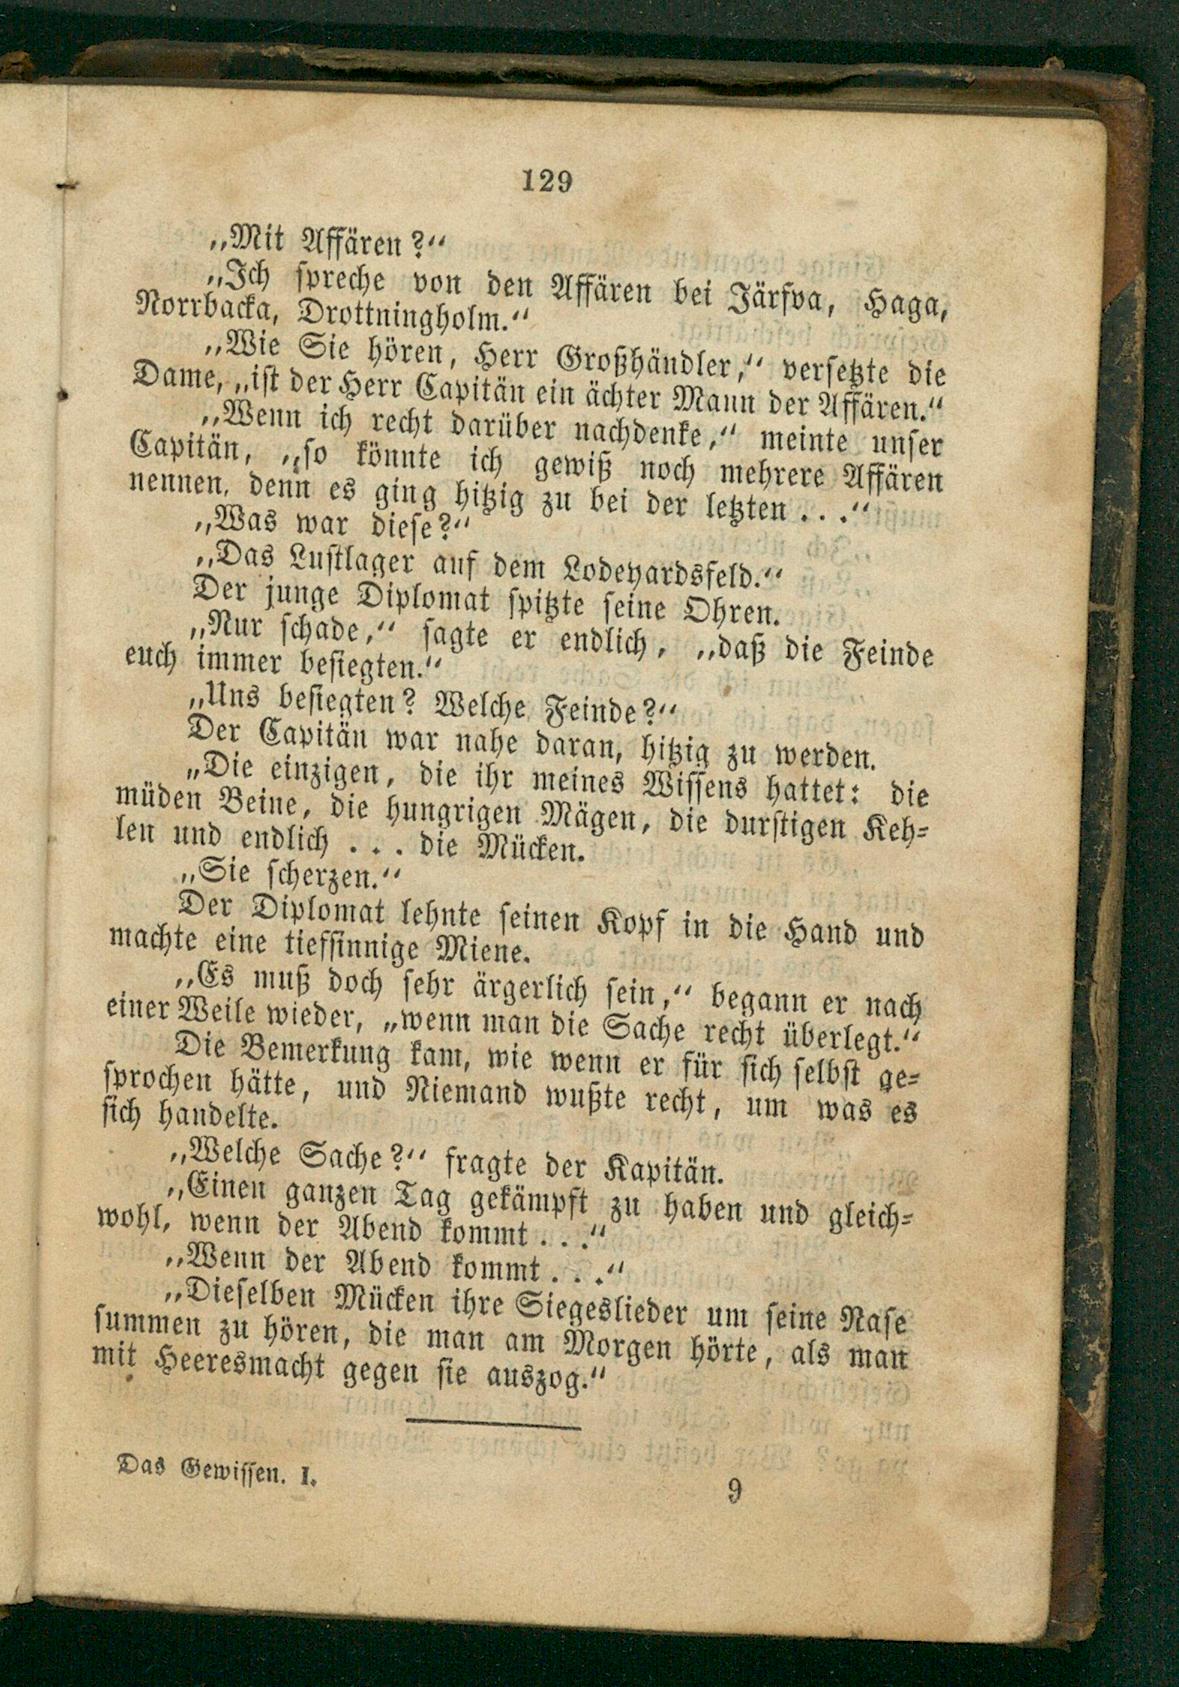 129
„Mit Affären?“
„Ich spreche von den Affären bei Järfva, Haga,
Norrbacka, Drottningholm.“
„Wie Sie hören, Herr Großhändler,“ versetzte die
Dame, „ist der Herr Capitän ein ächter Mann der Affären.“
„Wenn ich recht darüber nachdenke,“ meinte unser
Capitän, „so könnte ich gewiß noch mehrere Affären
nennen, denn es ging hitzig zu bei der letzten . . .“
„Was war diese?“
„Das Lustlager auf dem Lodeyardsfeld.“
Der junge Diplomat spitzte seine Ohren.
„Nur schade,“ sagte er endlich, „daß die Feinde
euch immer besiegten.“
„Uns besiegten? Welche Feinde?“
Der Capitän war nahe daran, hitzig zu werden.
„Die einzigen, die ihr meines Wissens hattet: die
müden Beine, die hungrigen Mägen, die durstigen Keh-
len und endlich . . . die Mücken.
„Sie scherzen.“
Der Diplomat lehnte seinen Kopf in die Hand und
machte eine tiefsinnige Miene.
„Es muß doch sehr ärgerlich sein,“ begann er nach
einer Weile wieder, „wenn man die Sache recht überlegt.“
Die Bemerkung kam, wie wenn er für sich selbst ge-
sprochen hätte, und Niemand wußte recht, um was es
sich handelte.
„Welche Sache?“ fragte der Kapitän.
„Einen ganzen Tag gekämpft zu haben und gleich-
wohl, wenn der Abend kommt . . .“
„Wenn der Abend kommt . . .“
„Dieselben Mücken ihre Siegeslieder um seine Nase
summen zu hören, die man am Morgen hörte, als man
mit Heeresmacht gegen sie auszog.“
Das Gewissen. I.
9